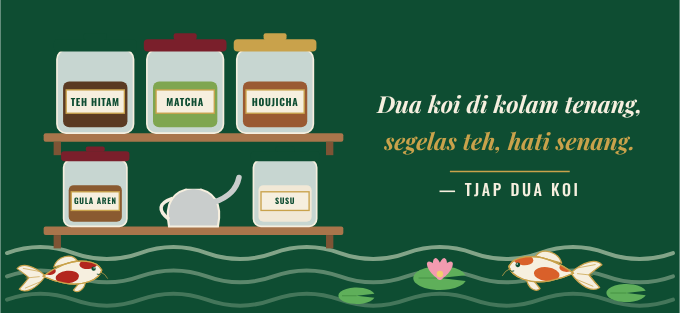 TEH HITAM
MATCHA
HOUJICHA
GULA AREN
SUSU
Dua koi di kolam tenang,
segelas teh, hati senang.
— TJAP DUA KOI